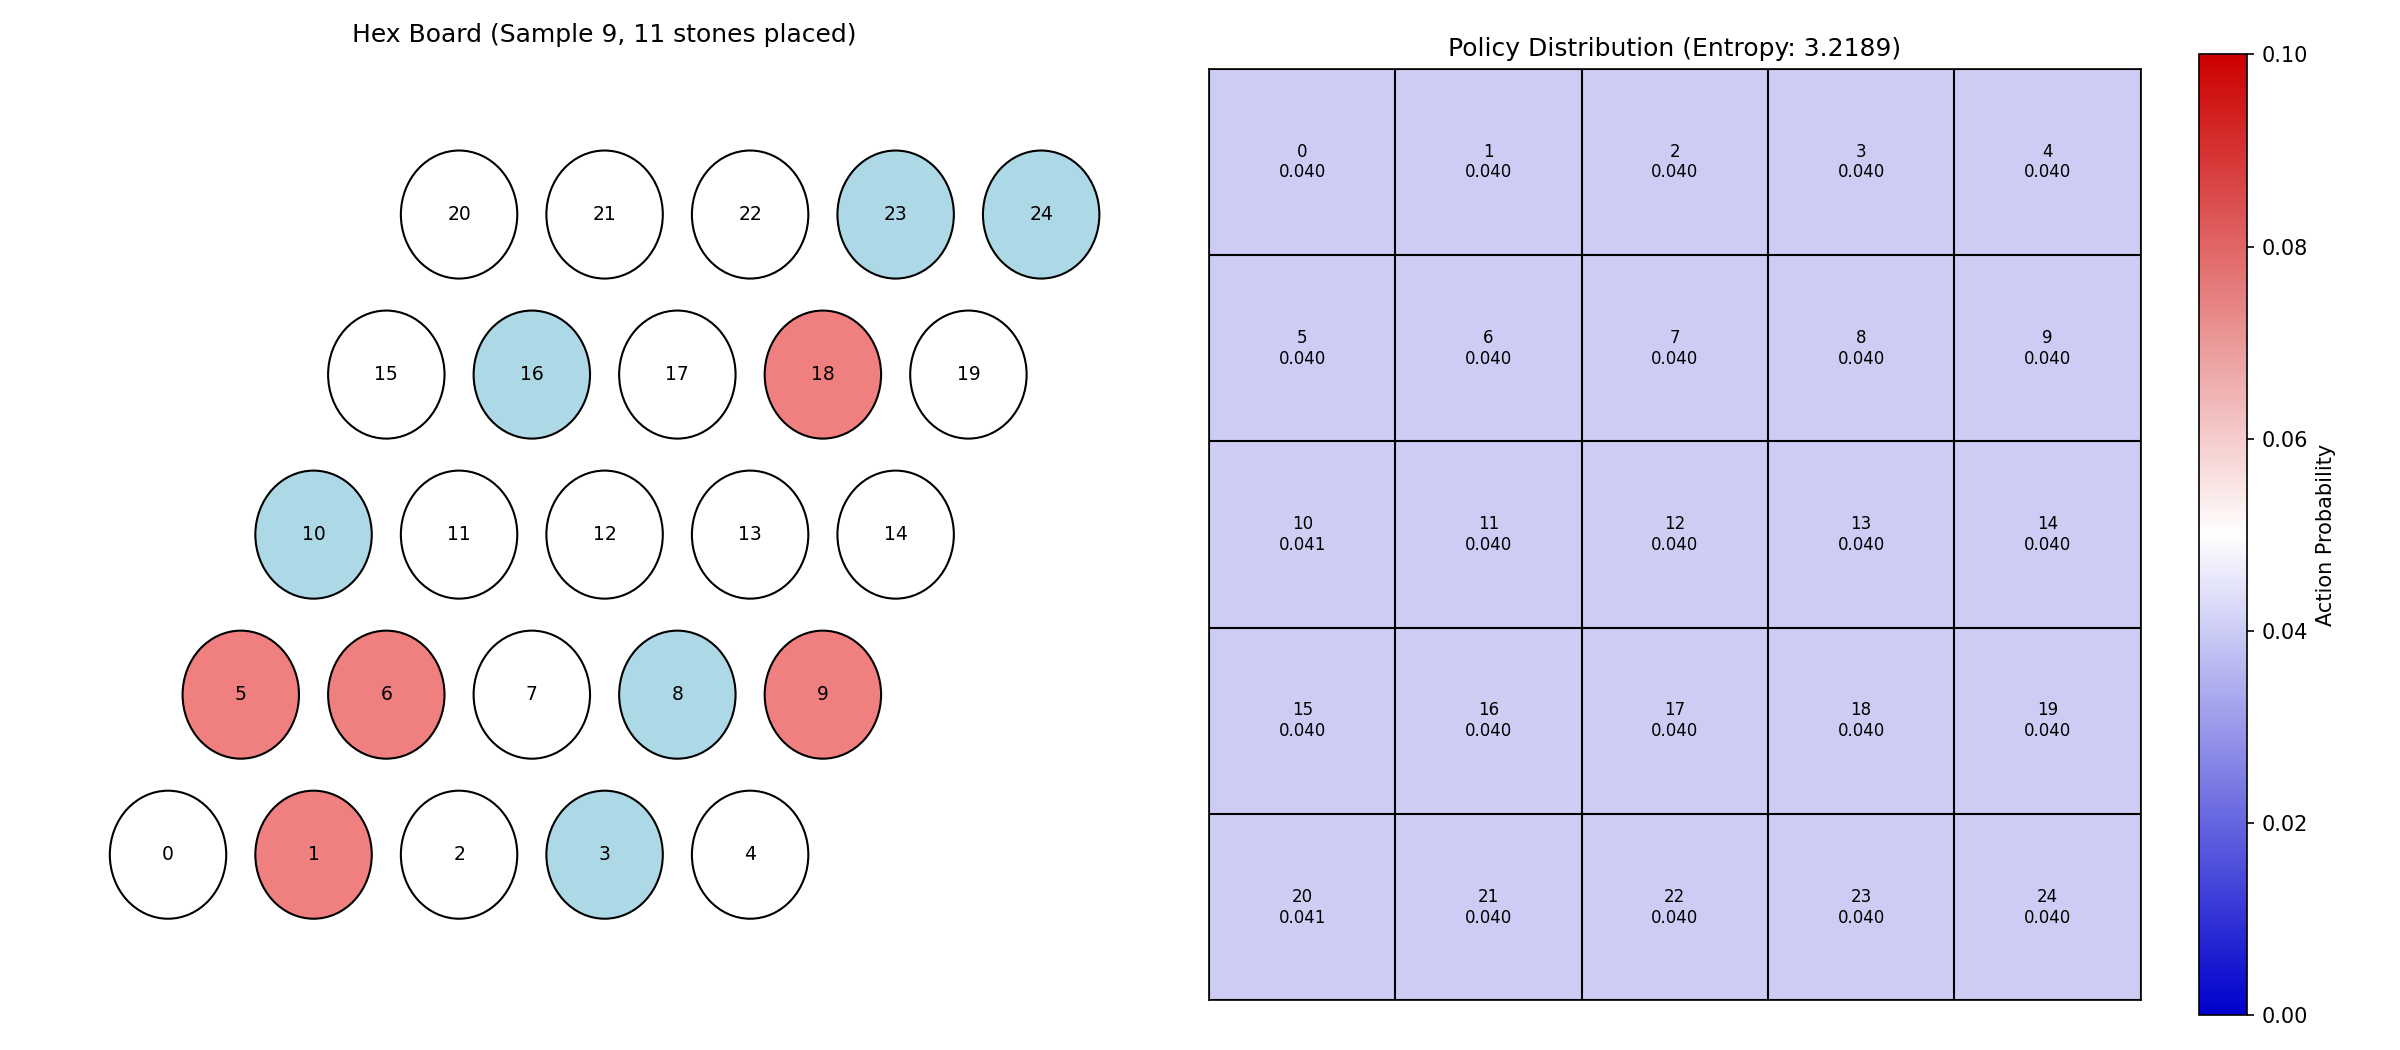 Hex Board (Sample 9, 11 stones placed)
20 21 22 23 24
15 16 17 18 19
10 11 12 13 14
5 6 7 8 9
0 1 2 3 4
Policy Distribution (Entropy: 3.2189)
0 1 2 3 4
0.040 0.040 0.040 0.040 0.040
5 6 7 8 9
0.040 0.040 0.040 0.040 0.040
10 11 12 13 14
0.041 0.040 0.040 0.040 0.040
15 16 17 18 19
0.040 0.040 0.040 0.040 0.040
20 21 22 23 24
0.041 0.040 0.040 0.040 0.040
0.10
0.08
0.06
0.04
0.02
0.00
Action Probability